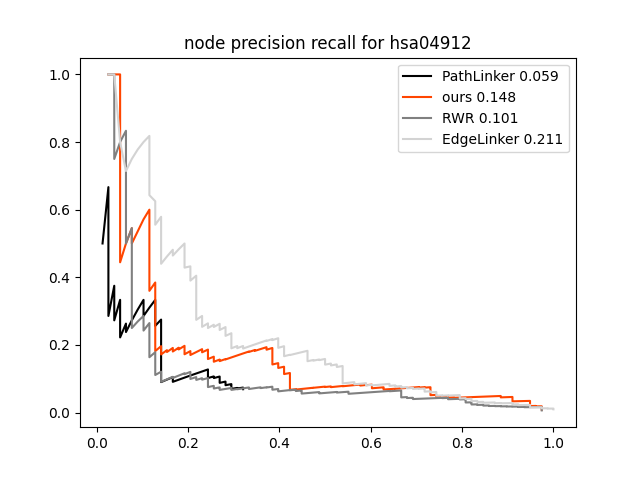 node precision recall for hsa04912
PathLinker 0.059
ours 0.148
RWR 0.101
EdgeLinker 0.211
1.0
0.8
0.6
0.4
0.2
0.0
0.0 0.2 0.4 0.6 0.8 1.0